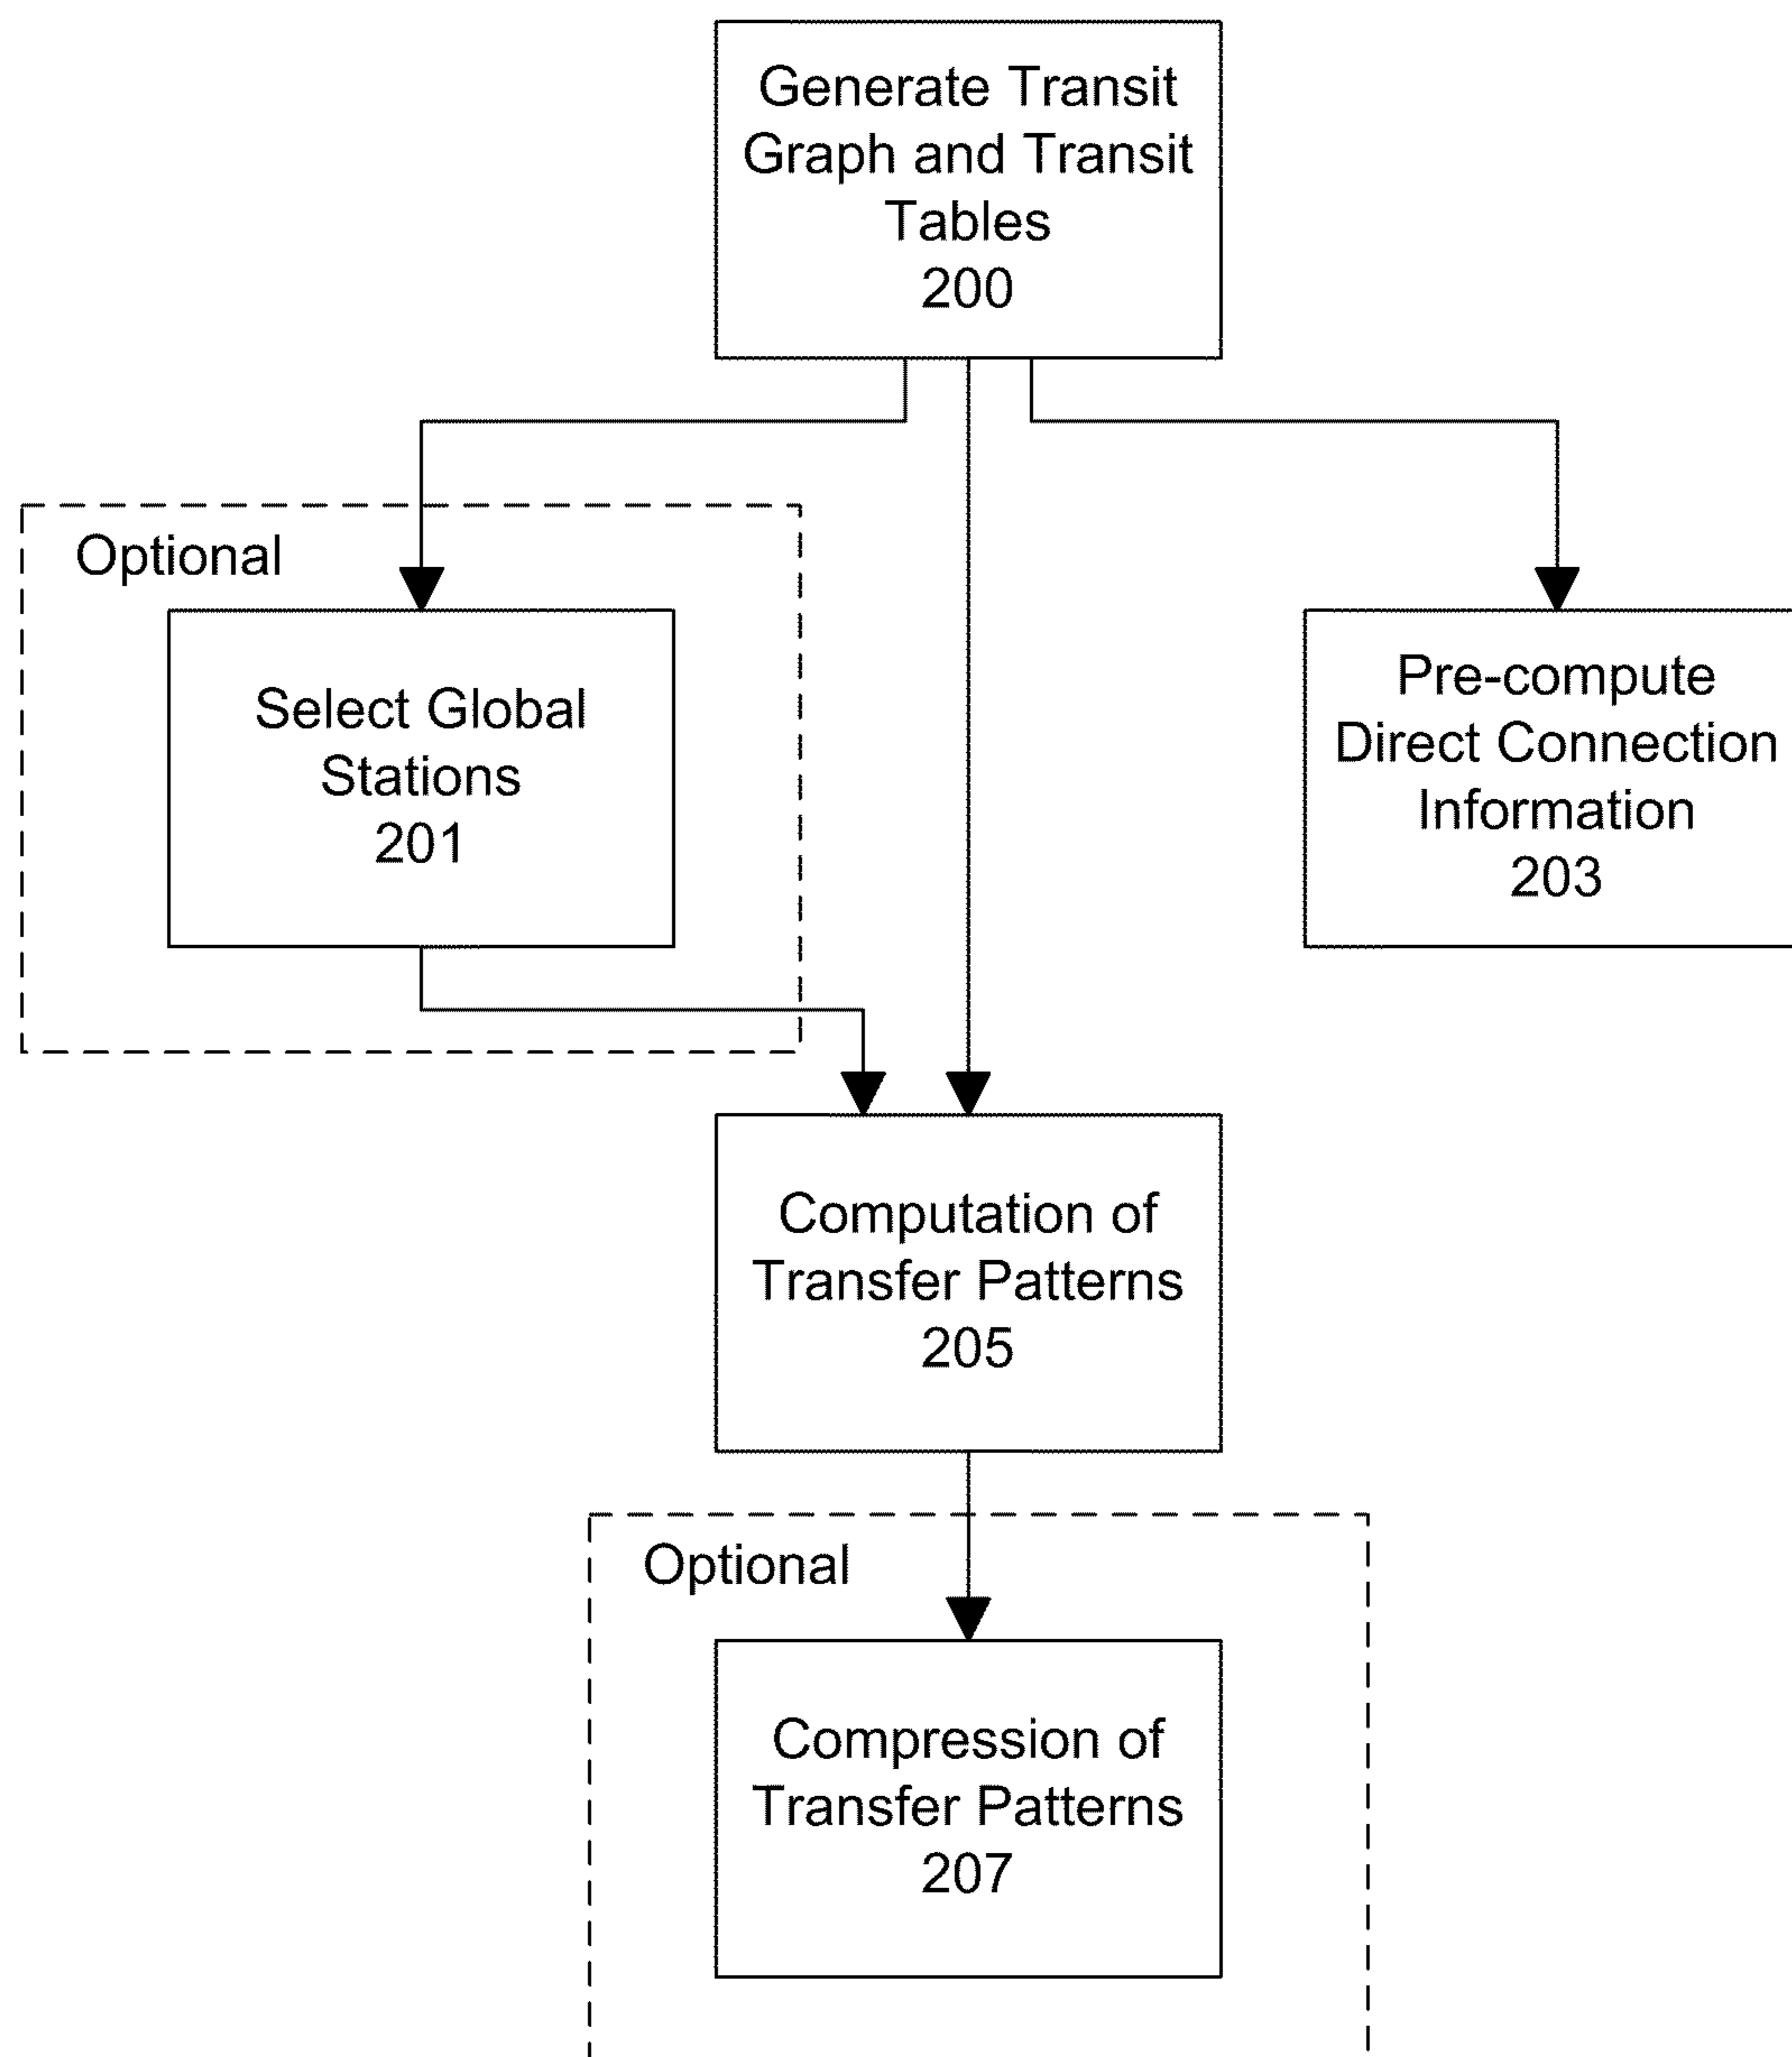 Generate Transit
Graph and Transit
Tables
200
Optional
Select Global
Stations
201
Pre-compute
Direct Connection
Information
203
Computation of
Transfer Patterns
205
Optional
Compression of
Transfer Patterns
207